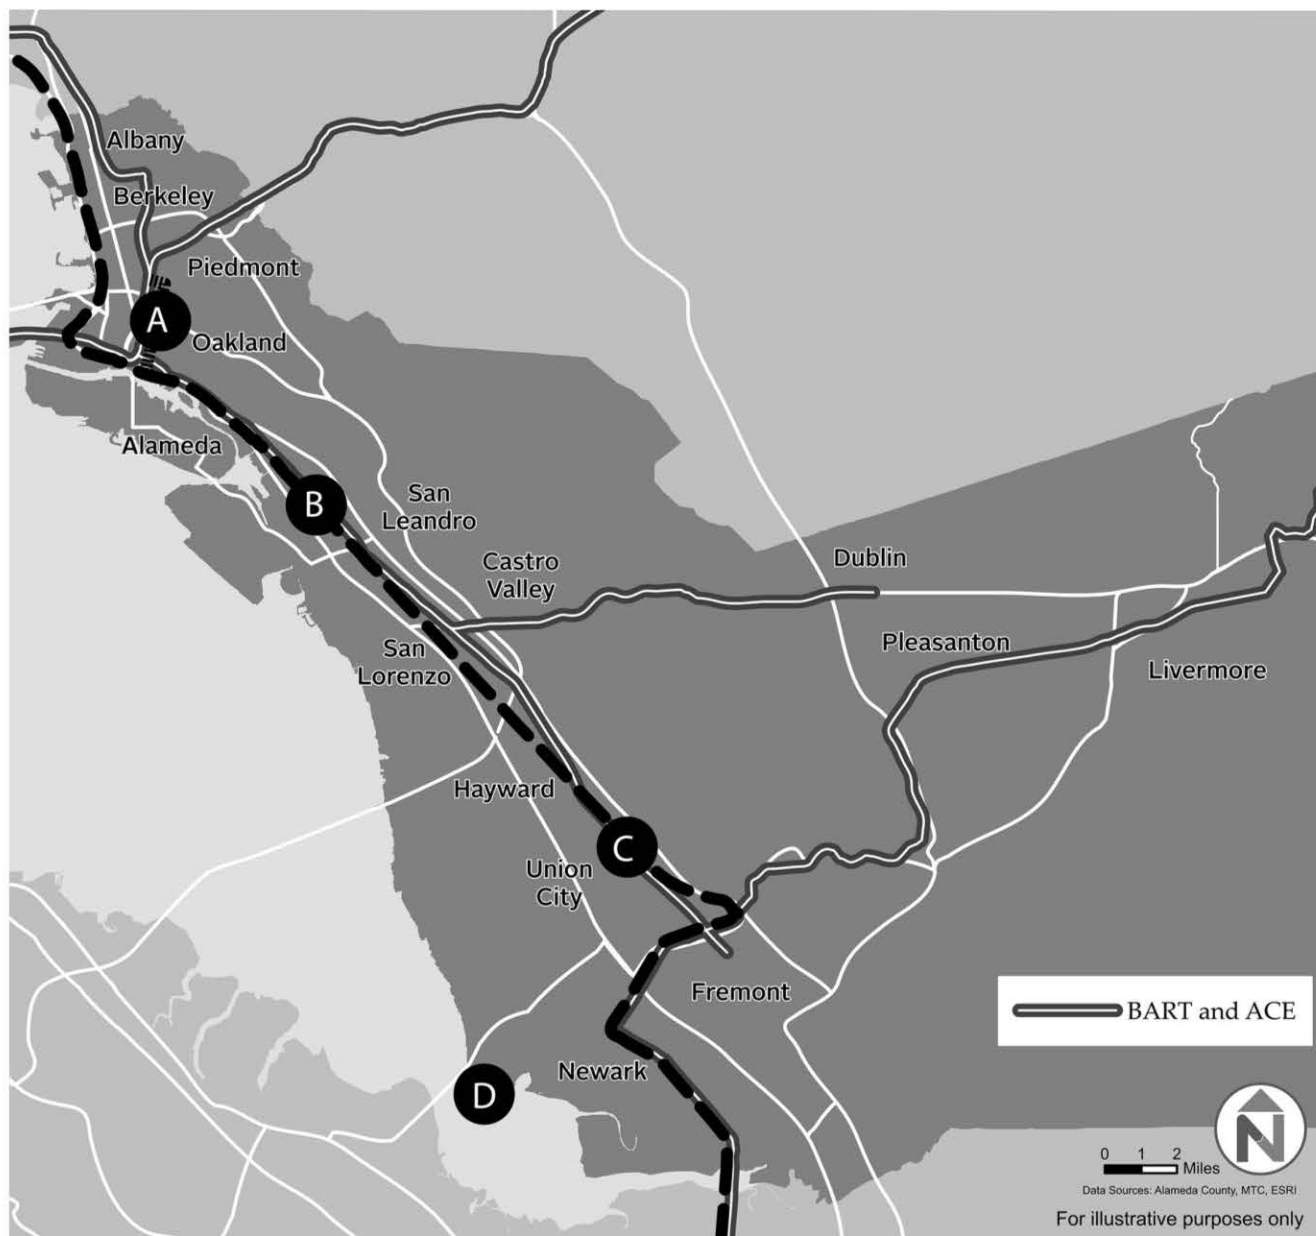 Albany
Berkeley
Piedmont
A
Oakland
Alameda
B
San
Leandro
Castro
Valley
Dublin
San
Lorenzo
Pleasanton
Livermore
Hayward
C
Union
City
Fremont
BART and ACE
Newark
D
N
0 1 2
Miles
Data Sources: Alameda County, MTC, ESRI
For illustrative purposes only